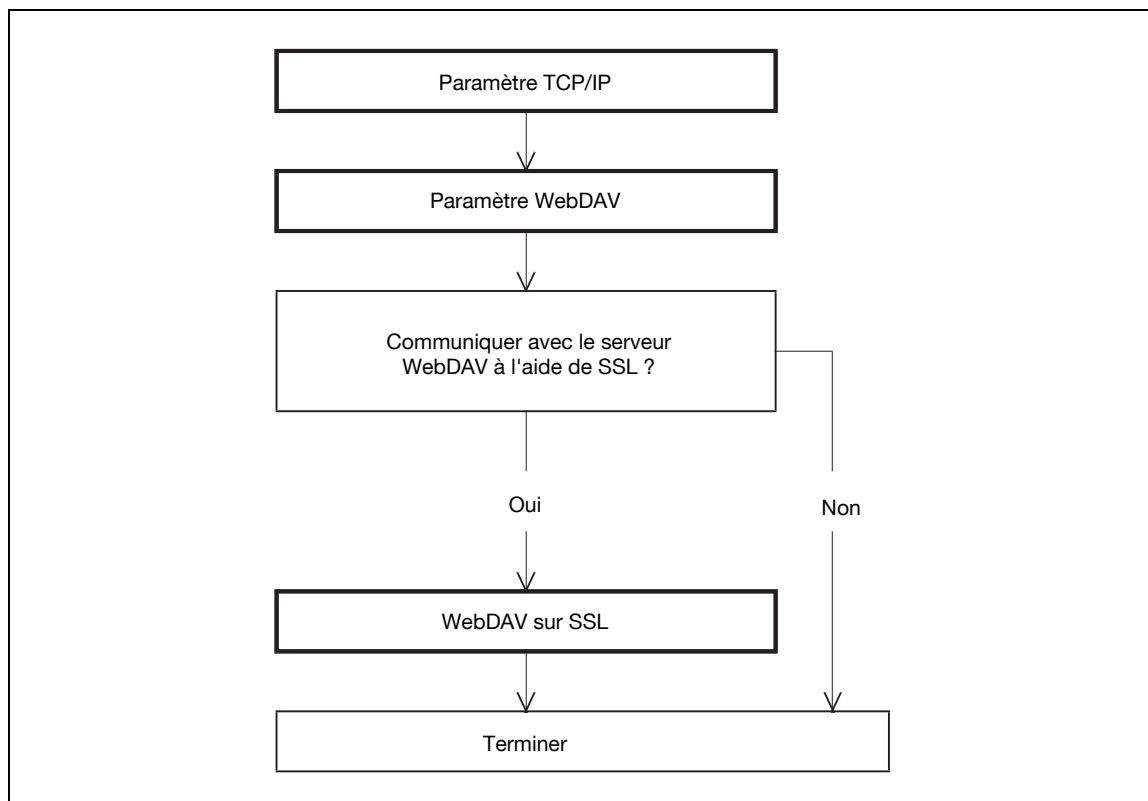 Paramètre TCP/IP
Paramètre WebDAV
Communiquer avec le serveur
WebDAV à l'aide de SSL ?
Oui
Non
WebDAV sur SSL
Terminer